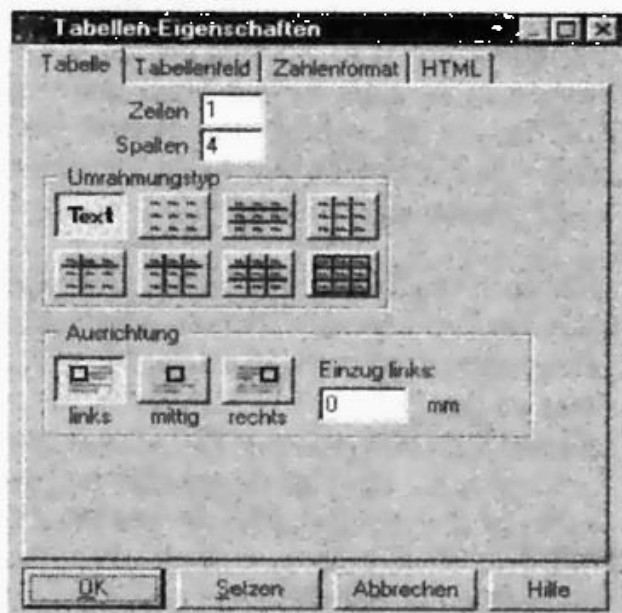 Tabellen-Eigenschaften
Tabelle Tabellenfeld Zahlenformat HTML
Zeilen 1
Spalten 4
Umrahmungstyp
Text
Ausrichtung
links mittig rechts
Einzug links:
0 mm
OK Setzen Abbrechen Hilfe